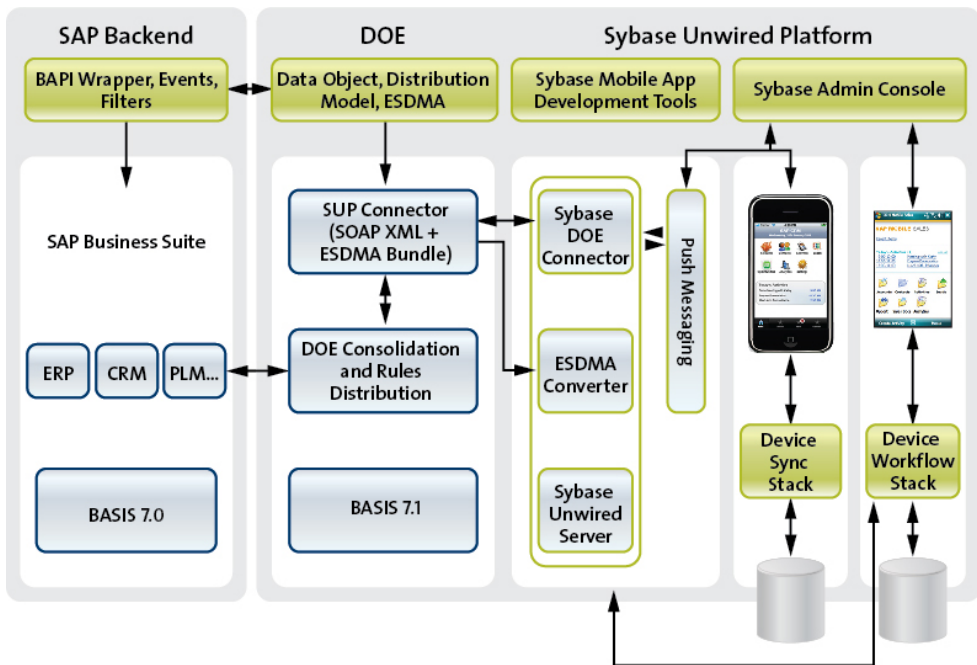 SAP Backend
DOE
Sybase Unwired Platform
BAPI Wrapper, Events,
Filters
Data Object, Distribution
Model, ESDMA
Sybase Mobile App
Development Tools
Sybase Admin Console
SAP Business Suite
SUP Connector
(SOAP XML +
ESDMA Bundle)
Sybase
DOE
Connector
Push Messaging
SAP MOBILE SALES
ERP
CRM
PLM...
DOE Consolidation
and Rules
Distribution
ESDMA
Converter
Device
Sync
Stack
Device
Workflow
Stack
BASIS 7.0
BASIS 7.1
Sybase
Unwired
Server